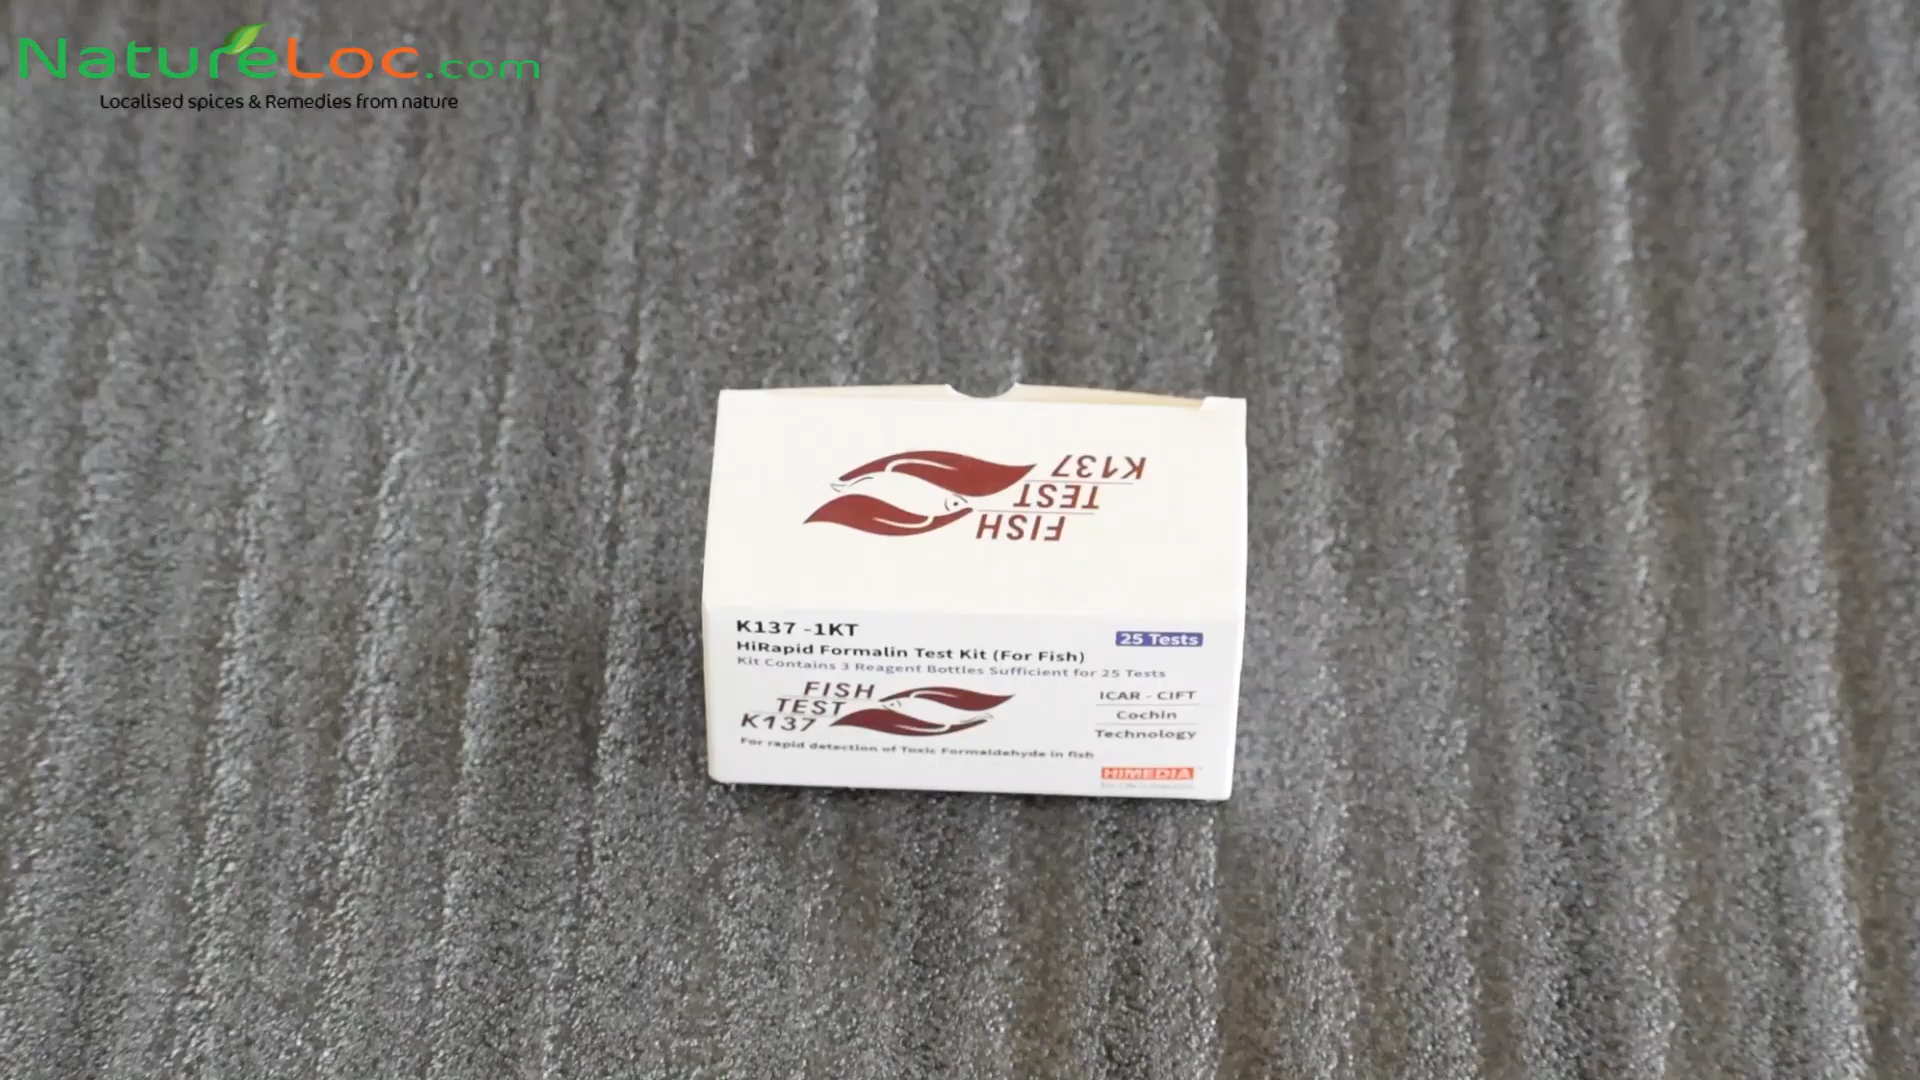 NatureLoc.com
Localised spices & Remedies from nature
K137
TEST
FISH
K137 -1KT
25 Tests
HiRapid Formalin Test Kit (For Fish)
Kit Contains 3 Reagent Bottles Sufficient for 25 Tests
FISH
TEST
K137
ICAR - CIFT
Cochin
Technology
For rapid detection of Toxic Formaldehyde in fish
HIMEDIA